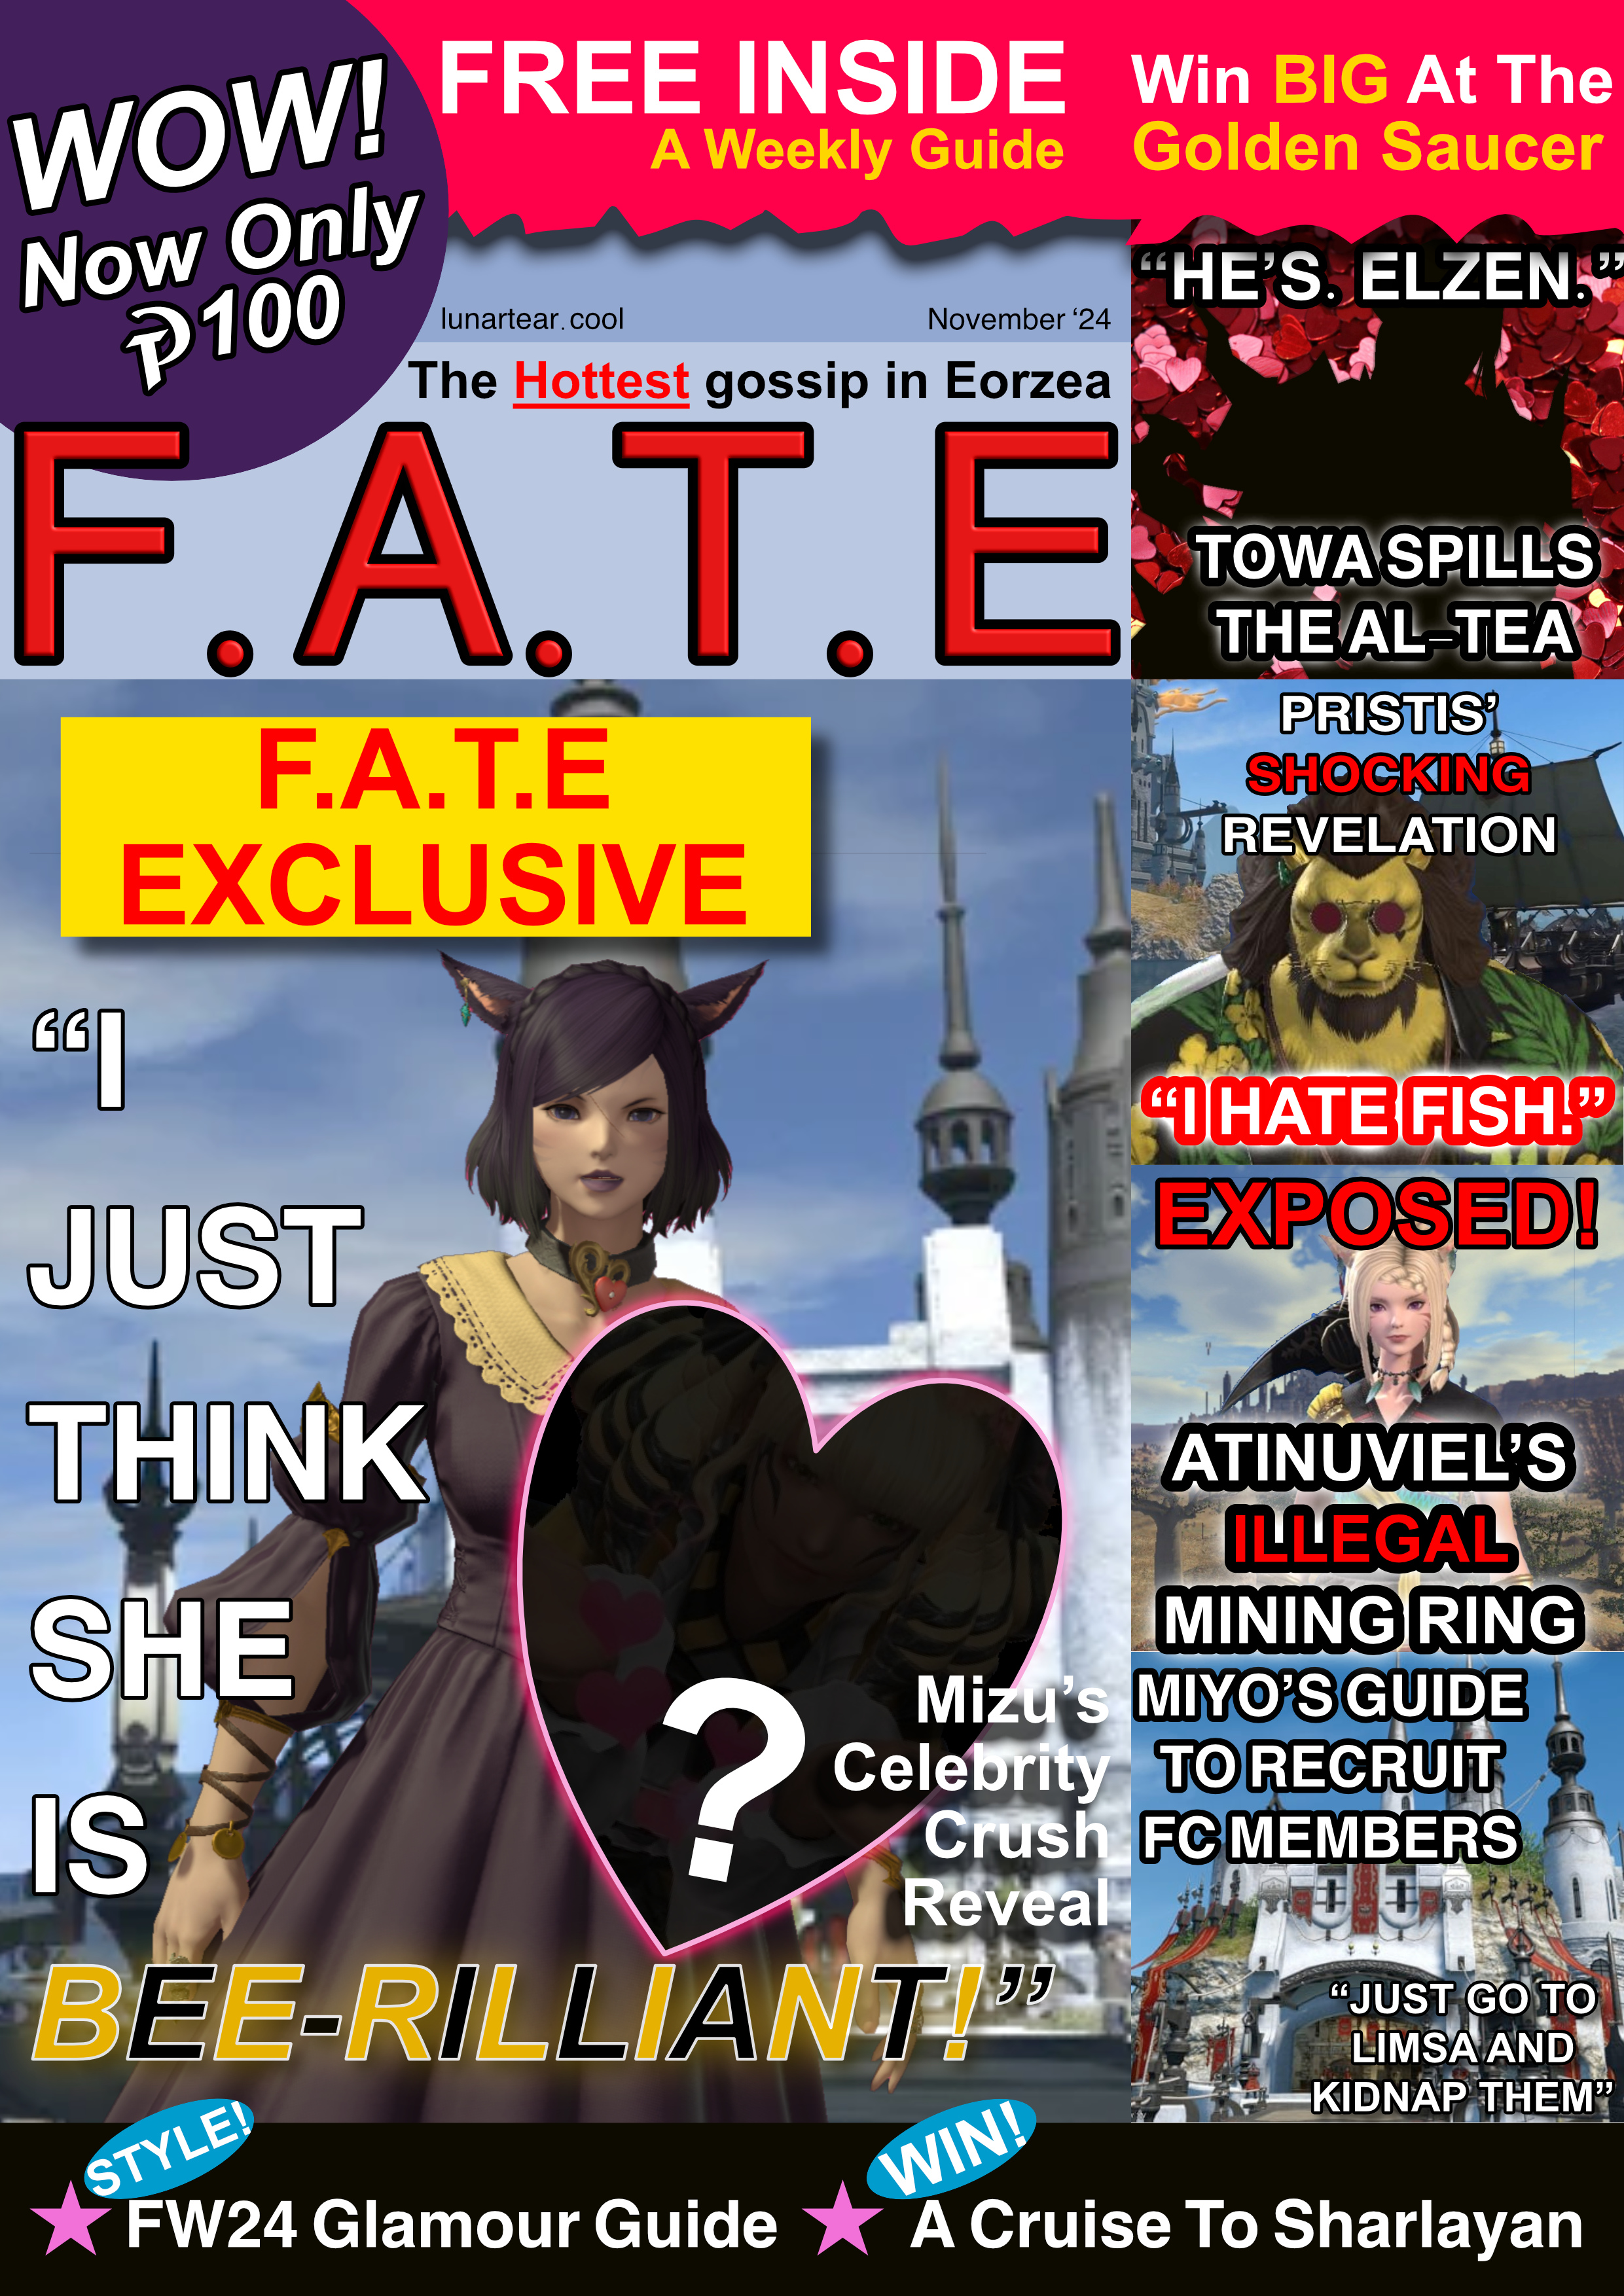 WOW!
Now Only
100
FREE INSIDE
A Weekly Guide
Win BIG At The
Golden Saucer
lunartear.cool
November ‘24
The Hottest gossip in Eorzea
F.A.T.E
F.A.T.E
EXCLUSIVE
“I
JUST
THINK
SHE
IS
BEE-RILLIANT!”
?
Mizu’s
Celebrity
Crush
Reveal
“HE’S. ELZEN.”
TOWA SPILLS
THE AL-TEA
PRISTIS’
SHOCKING
REVELATION
“I HATE FISH.”
EXPOSED!
ATINUVIEL’S
ILLEGAL
MINING RING
MIYO’S GUIDE
TO RECRUIT
FC MEMBERS
“JUST GO TO
LIMSA AND
KIDNAP THEM”
STYLE!
FW24 Glamour Guide
WIN!
A Cruise To Sharlayan